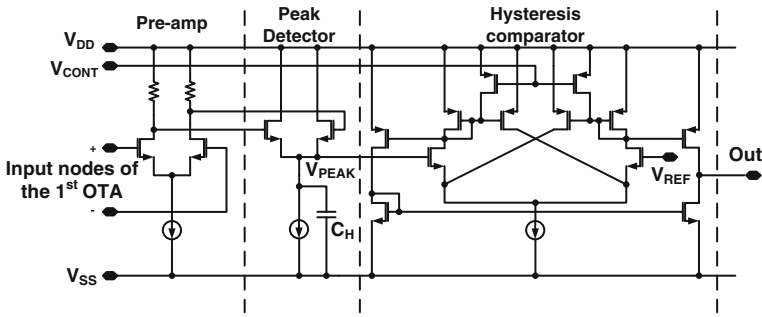 Pre-amp
Peak
Detector
Hysteresis
comparator
VDD
VCONT
+
Input nodes of
the 1st OTA
-
VPEAK
CH
VREF
Out
VSS